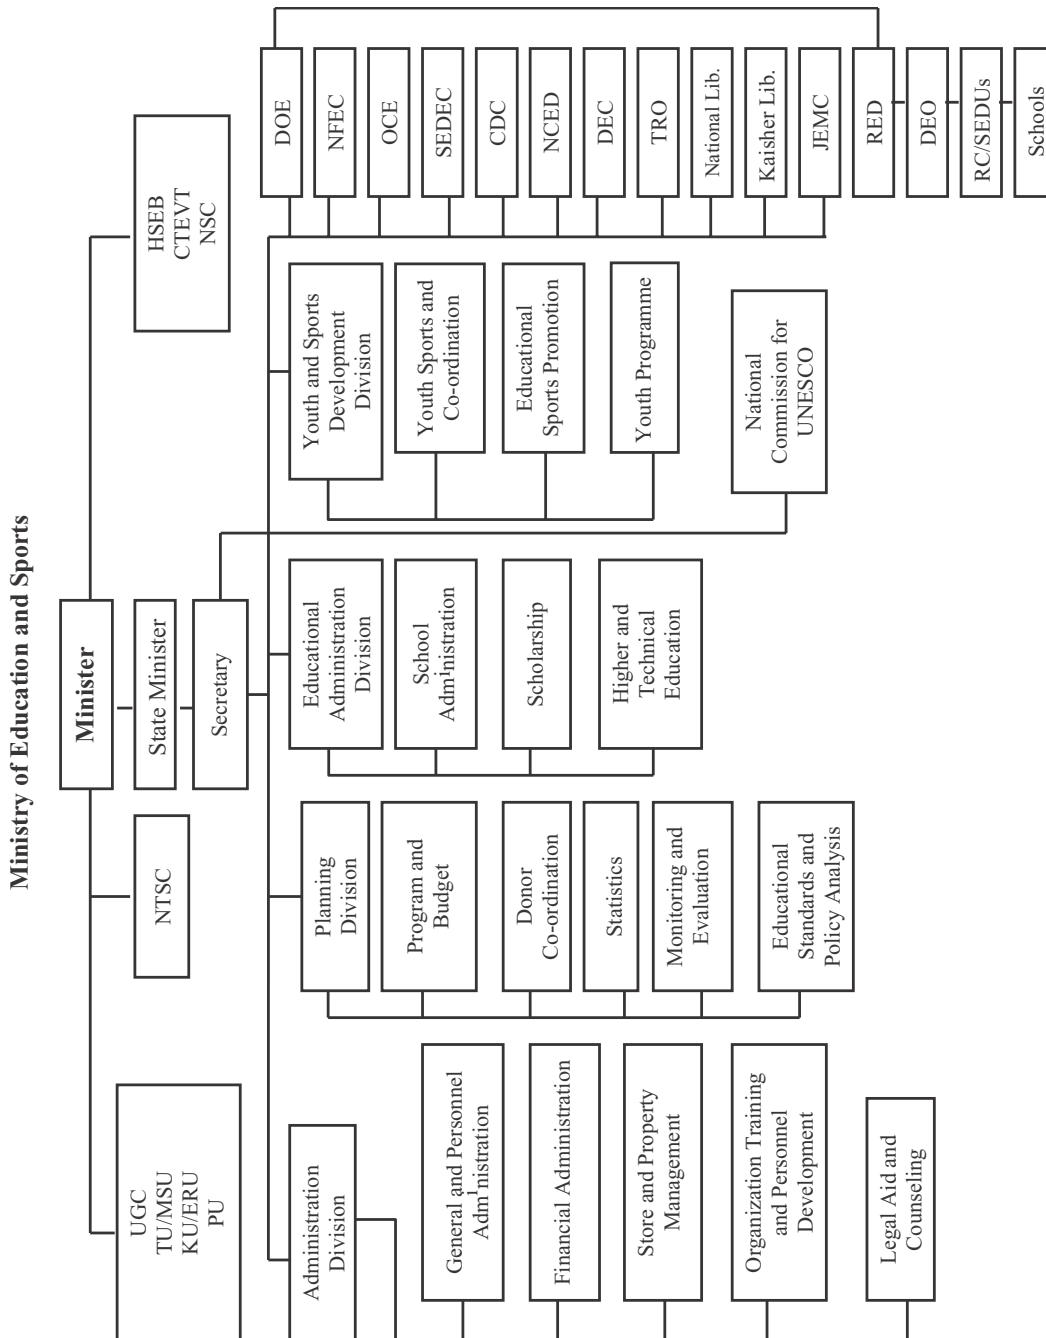 Ministry of Education and Sports
Minister
State Minister
Secretary
UGC
TU/MSU
KU/ERU
PU
NTSC
HSEB
CTEVT
NSC
Administration
Division
General and Personnel
Adm¹nistration
Financial Administration
Store and Property
Management
Organization Training
and Personnel
Development
Legal Aid and
Counseling
Planning
Division
Program and
Budget
Donor
Co-ordination
Statistics
Monitoring and
Evaluation
Educational
Standards and
Policy Analysis
Educational
Administration
Division
School
Administration
Scholarship
Higher and
Technical
Education
Youth and Sports
Development
Division
Youth Sports and
Co-ordination
Educational
Sports Promotion
Youth Programme
National
Commission for
UNESCO
DOE
NFEC
OCE
SEDEC
CDC
NCED
DEC
TRO
National Lib.
Kaisher Lib.
JEMC
RED
DEO
RC/SEDUs
Schools